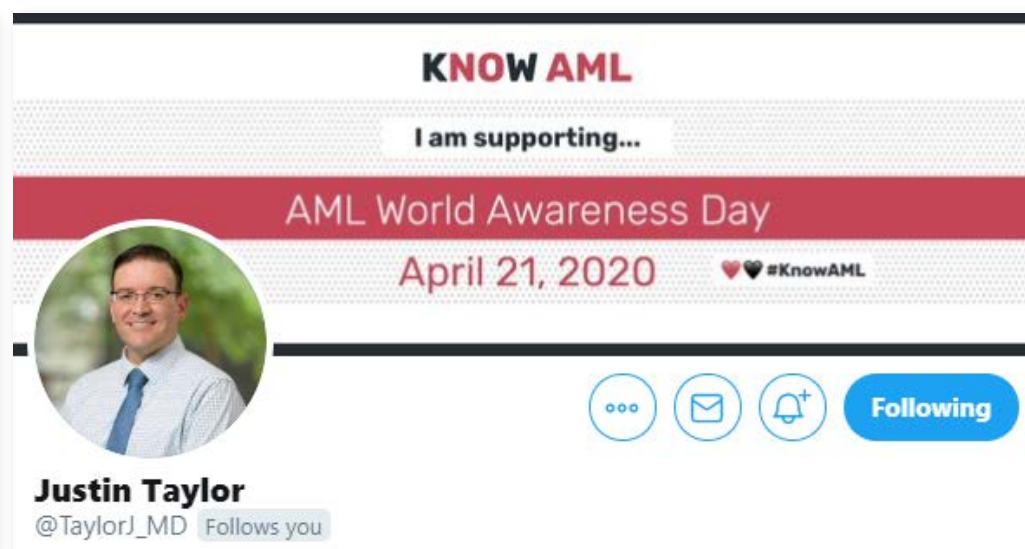 KNOW AML
I am supporting...
AML World Awareness Day
April 21, 2020
#KnowAML
Following
Justin Taylor
@TaylorJ_MD Follows you